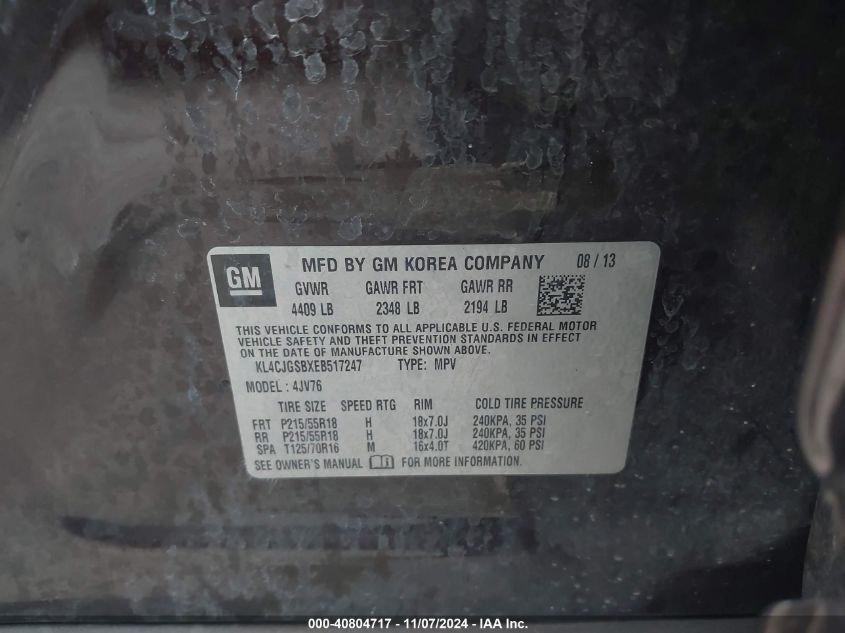 GM
MFD BY GM KOREA COMPANY 08 / 13
GVWR GAWR FRT GAWR RR
4409 LB 2348 LB 2194 LB
THIS VEHICLE CONFORMS TO ALL APPLICABLE U.S. FEDERAL MOTOR
VEHICLE SAFETY AND THEFT PREVENTION STANDARDS IN EFFECT
ON THE DATE OF MANUFACTURE SHOWN ABOVE.
KL4CJGSBXEB517247 TYPE: MPV
MODEL : 4JV76
TIRE SIZE SPEED RTG RIM COLD TIRE PRESSURE
FRT P215/55R18 H 18x7.0J 240KPA, 35 PSI
RR P215/55R18 H 18x7.0J 240KPA, 35 PSI
SPA T125/70R16 M 16x4.0T 420KPA, 60 PSI
SEE OWNER'S MANUAL FOR MORE INFORMATION.
000-40804717 - 11/07/2024 - IAA Inc.